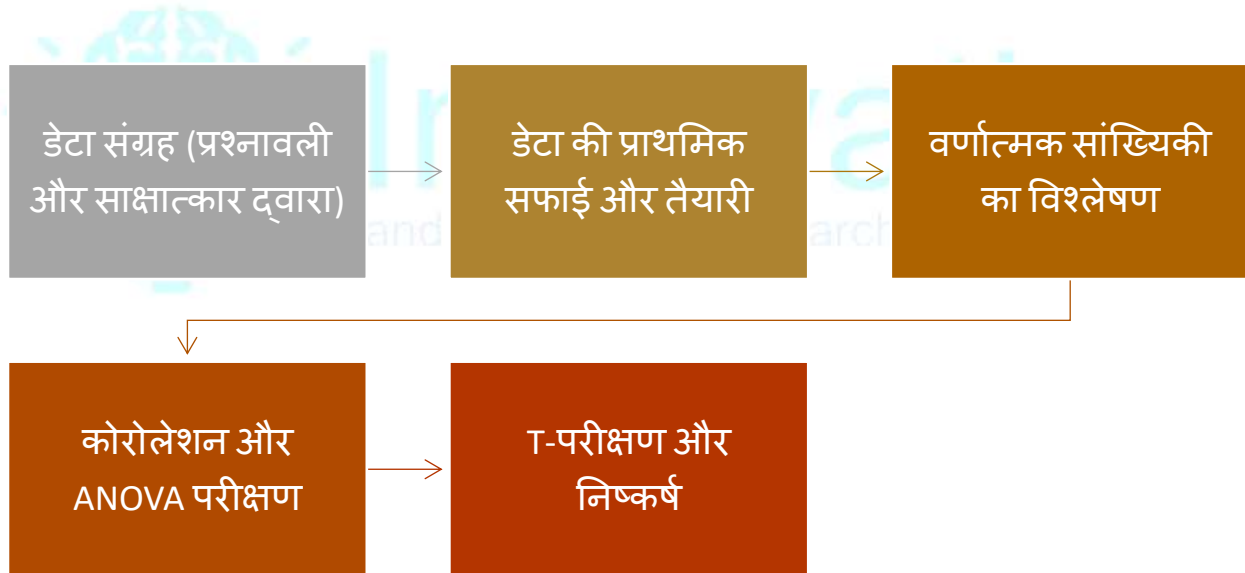 डेटा संग्रह (प्रश्नावली
और साक्षात्कार द्वारा)
डेटा की प्राथमिक
सफाई और तैयारी
वर्णात्मक सांख्यिकी
का विश्लेषण
कोरोलेशन और
ANOVA परीक्षण
T-परीक्षण और
निष्कर्ष